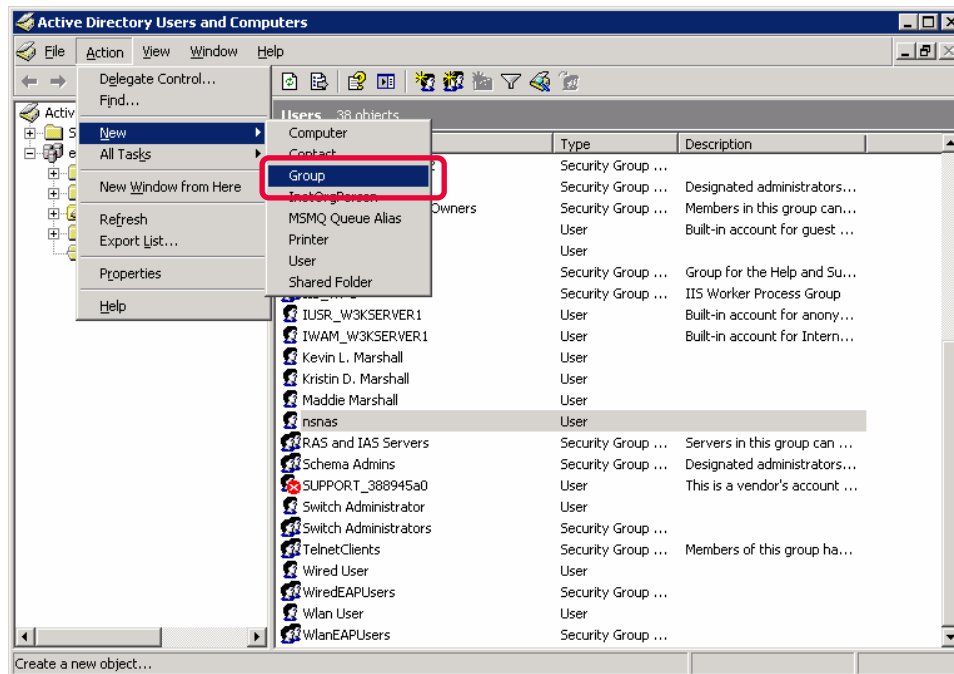 Active Directory Users and Computers
File Action View Window Help
Delegate Control...
Find...
New
All Tasks
New Window from Here
Refresh
Export List...
Properties
Help
Activ
S
e
Users 38 objects
Computer
Contact
Group
InetOrgPerson
MSMQ Queue Alias
Printer
User
Shared Folder
Type Description
Security Group ...
Security Group ... Designated administrators...
Owners Security Group ... Members in this group can...
User Built-in account for guest ...
User
Security Group ... Group for the Help and Su...
Security Group ... IIS Worker Process Group
IUSR_W3KSERVER1 User Built-in account for anony...
IWAM_W3KSERVER1 User Built-in account for Intern...
Kevin L. Marshall User
Kristin D. Marshall User
Maddie Marshall User
nsnas User
RAS and IAS Servers Security Group ... Servers in this group can ...
Schema Admins Security Group ... Designated administrators...
SUPPORT_388945a0 User This is a vendor's account ...
Switch Administrator User
Switch Administrators Security Group ...
TelnetClients Security Group ... Members of this group ha...
Wired User User
WiredEAPUsers Security Group ...
Wlan User User
WlanEAPUsers Security Group ...
Create a new object...